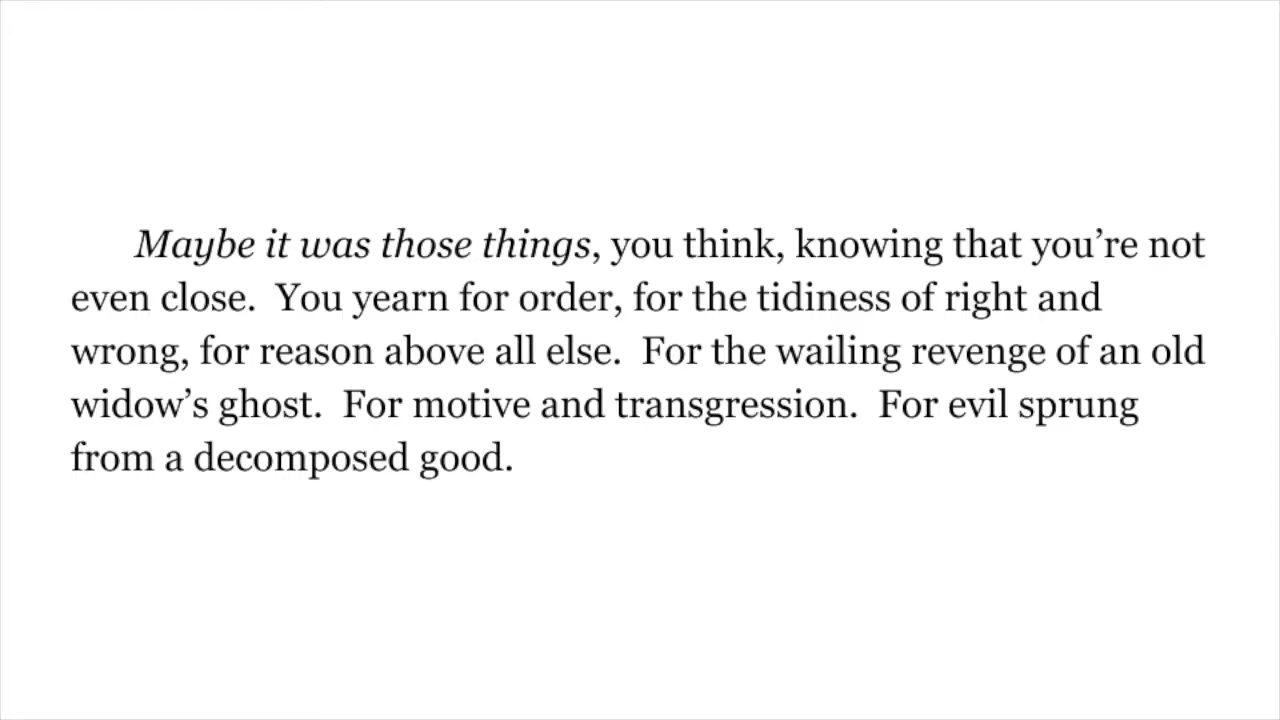 Maybe it was those things, you think, knowing that you’re not
even close.  You yearn for order, for the tidiness of right and
wrong, for reason above all else.  For the wailing revenge of an old
widow’s ghost.  For motive and transgression.  For evil sprung
from a decomposed good.